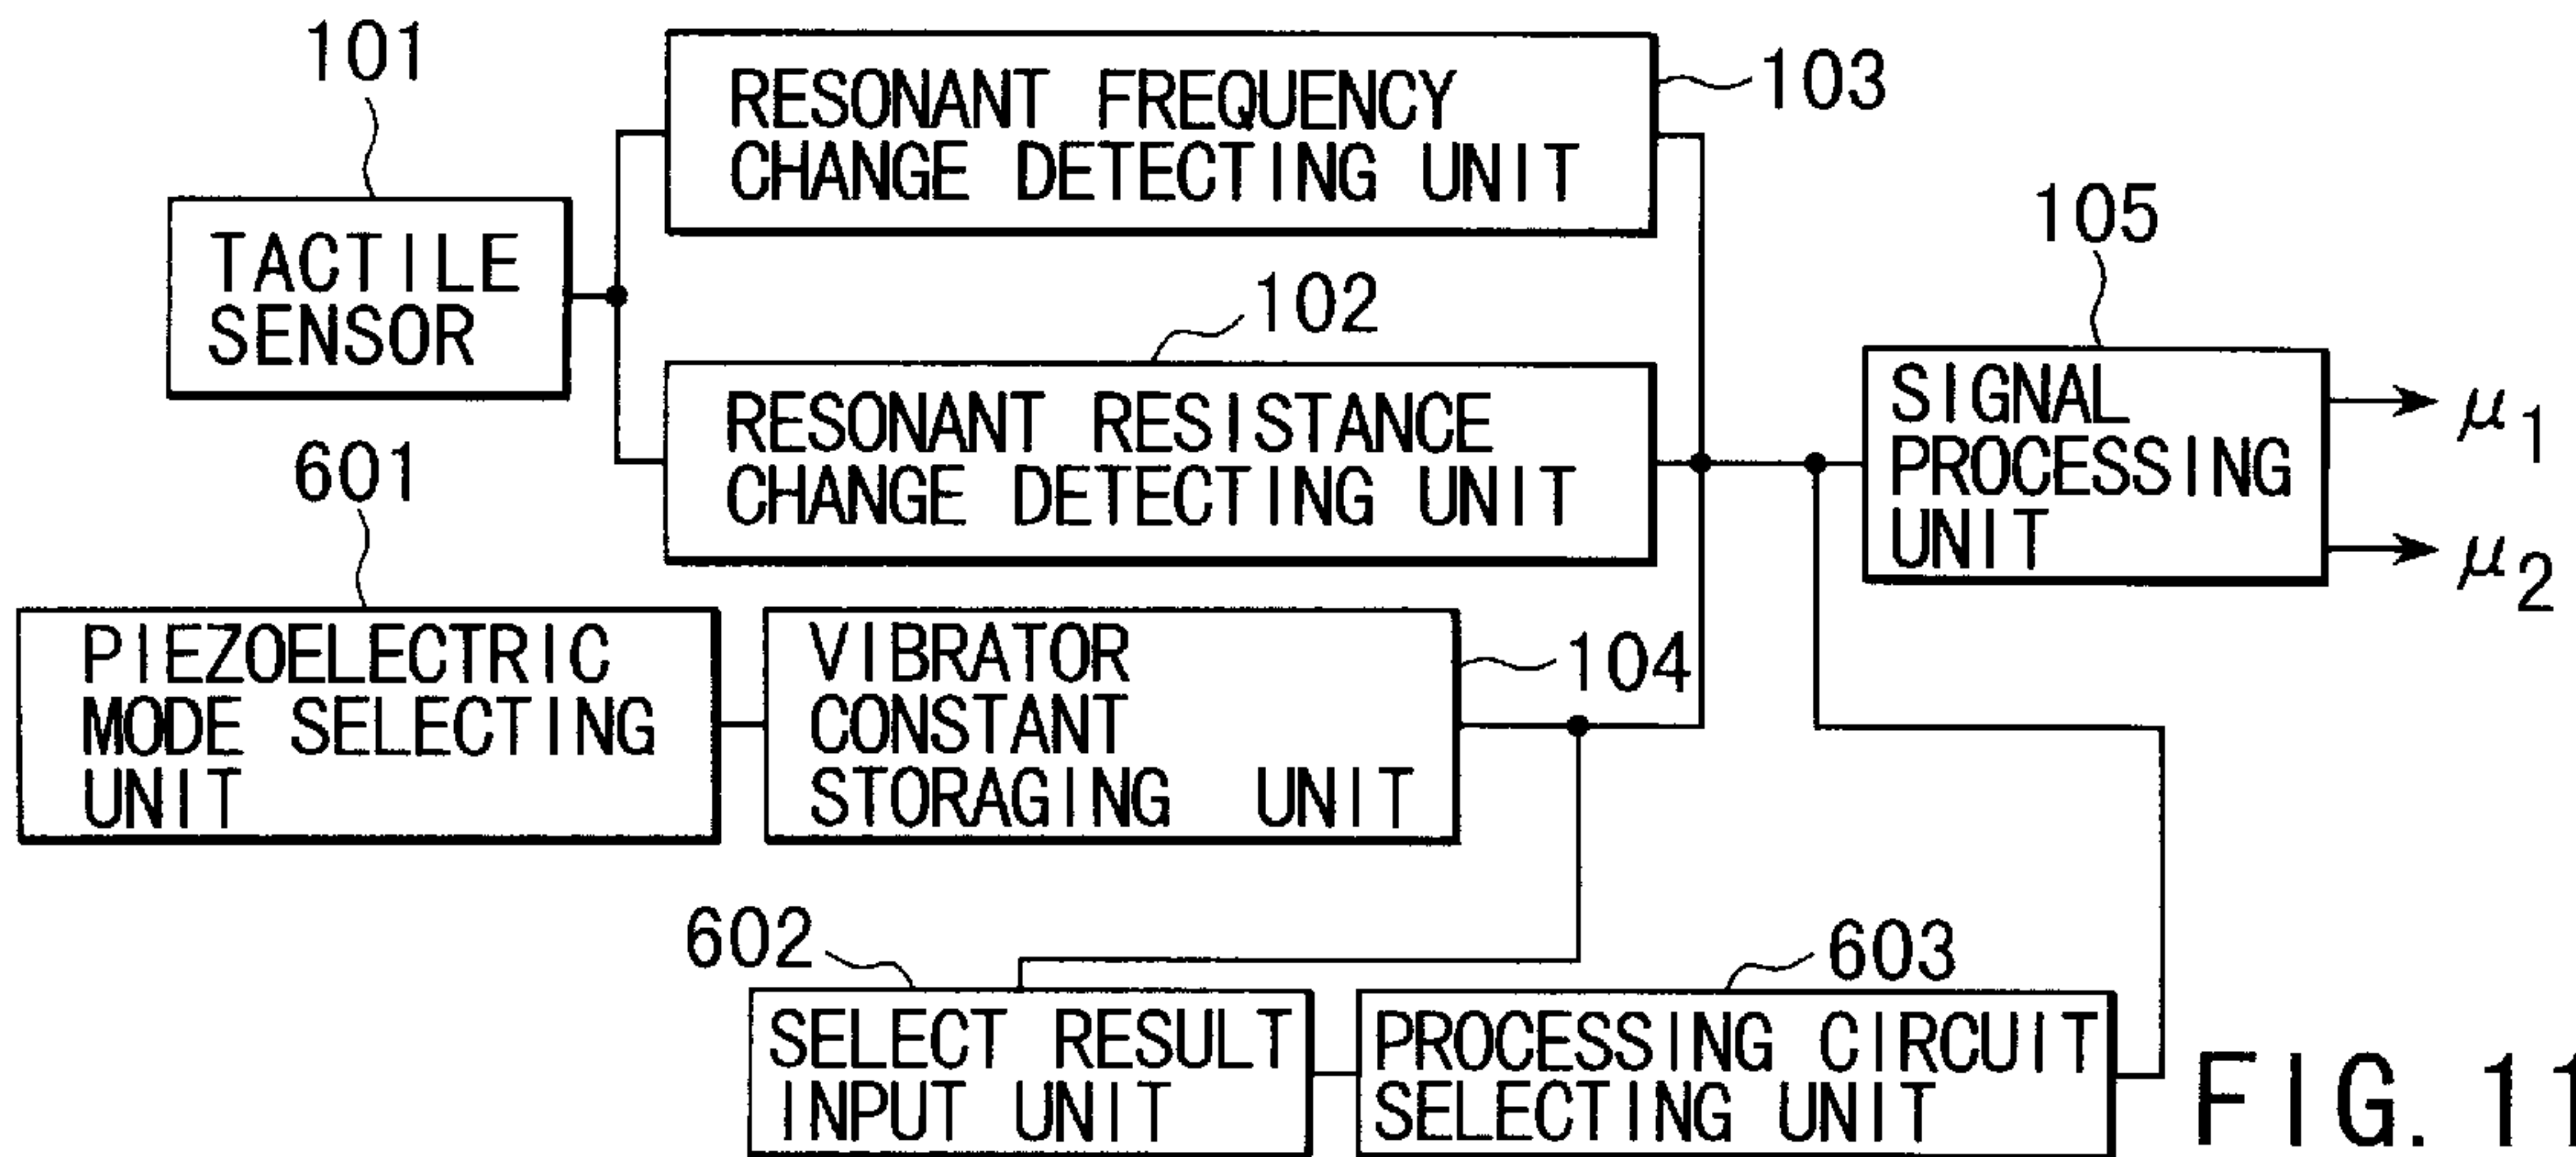 101
RESONANT FREQUENCY
CHANGE DETECTING UNIT
103
TACTILE
SENSOR
102
RESONANT RESISTANCE
CHANGE DETECTING UNIT
105
SIGNAL
PROCESSING
UNIT
μ1
μ2
601
PIEZOELECTRIC
MODE SELECTING
UNIT
VIBRATOR
CONSTANT
STORAGING UNIT
104
602
SELECT RESULT
INPUT UNIT
603
PROCESSING CIRCUIT
SELECTING UNIT
FIG. 11